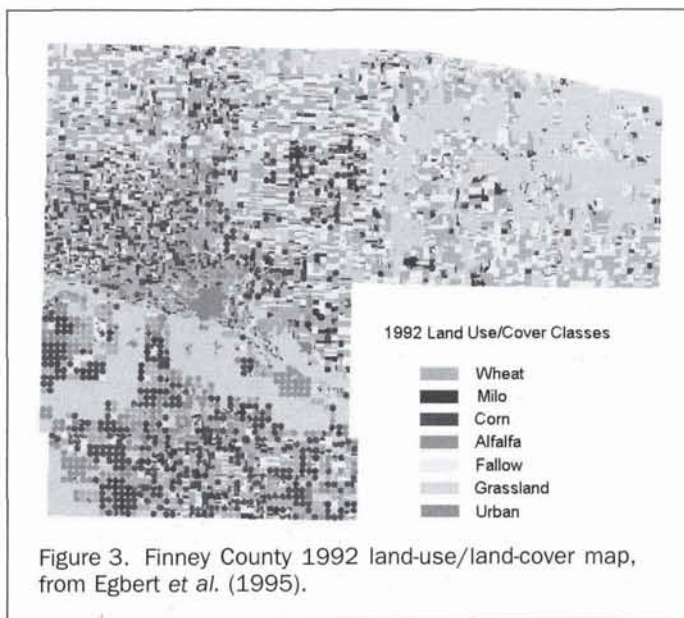 1992 Land Use/Cover Classes
Wheat
Milo
Corn
Alfalfa
Fallow
Grassland
Urban
Figure 3. Finney County 1992 land-use/land-cover map,
from Egbert et al. (1995).